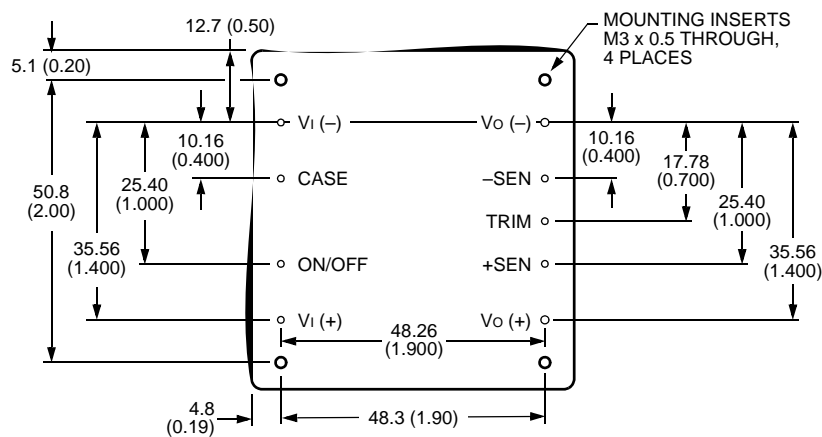 12.7 (0.50)
MOUNTING INSERTS
M3 x 0.5 THROUGH,
4 PLACES
5.1 (0.20)
VI (–)
VO (–)
10.16
(0.400)
10.16
(0.400)
17.78
(0.700)
CASE
–SEN
25.40
(1.000)
50.8
(2.00)
TRIM
25.40
(1.000)
35.56
(1.400)
35.56
(1.400)
ON/OFF
+SEN
VI (+)
VO (+)
48.26
(1.900)
4.8
(0.19)
48.3 (1.90)